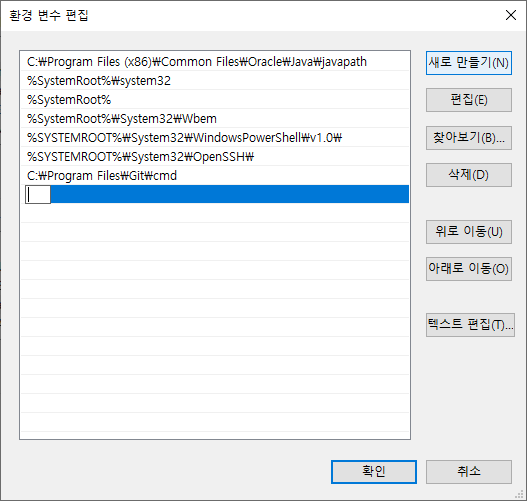 환경 변수 편집
C:₩Program Files (x86)₩Common Files₩Oracle₩Java₩javapath
%SystemRoot%₩system32
%SystemRoot%
%SystemRoot%₩System32₩Wbem
%SYSTEMROOT%₩System32₩WindowsPowerShell₩v1.0₩
%SYSTEMROOT%₩System32₩OpenSSH₩
C:₩Program Files₩Git₩cmd
새로 만들기(N)
편집(E)
찾아보기(B)...
삭제(D)
위로 이동(U)
아래로 이동(O)
텍스트 편집(T)...
확인
취소